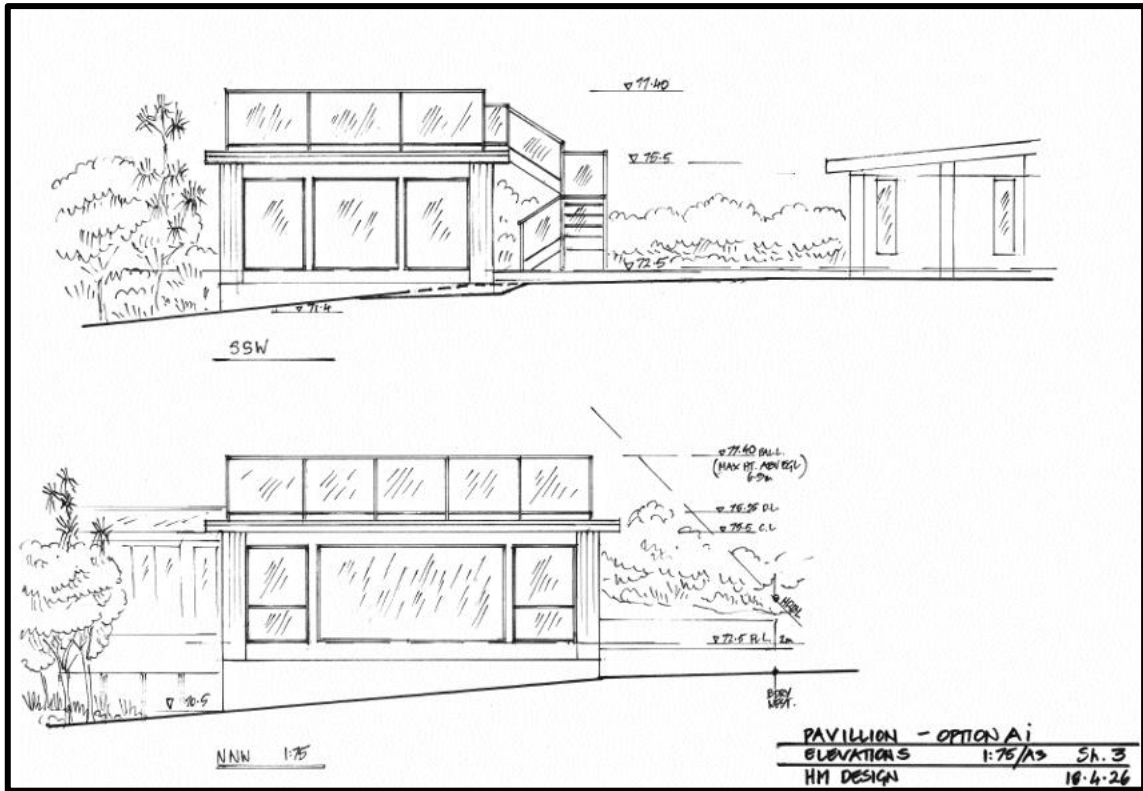 77.40
75.5
72.5
71.4
SSW
77.40 BALL.
(MAX HT. ABV EGL)
6.9m
75.5 C.L
HORL
72.5 F.L. 2m
70.5
BDRY
WEST.
NNW 1:75
PAVILLION - OPTION Ai
ELEVATIONS 1:75/A3 Sh. 3
HM DESIGN 18.4.26